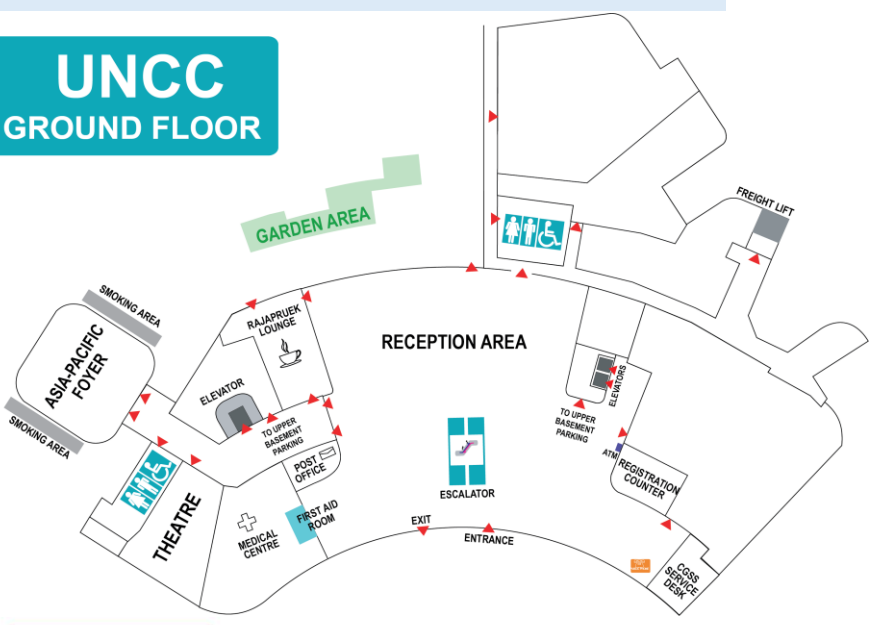 UNCC
GROUND FLOOR
FREIGHT LIFT
GARDEN AREA
SMOKING AREA
RAJAPRUEK
LOUNGE
RECEPTION AREA
ASIA-PACIFIC
FOYER
ELEVATOR
ELEVATORS
SMOKING AREA
TO UPPER
BASEMENT
PARKING
TO UPPER
BASEMENT
PARKING
ATM
POST
OFFICE
REGISTRATION
COUNTER
ESCALATOR
THEATRE
FIRST AID
ROOM
MEDICAL
CENTRE
EXIT
ENTRANCE
CGSS
SERVICE
DESK